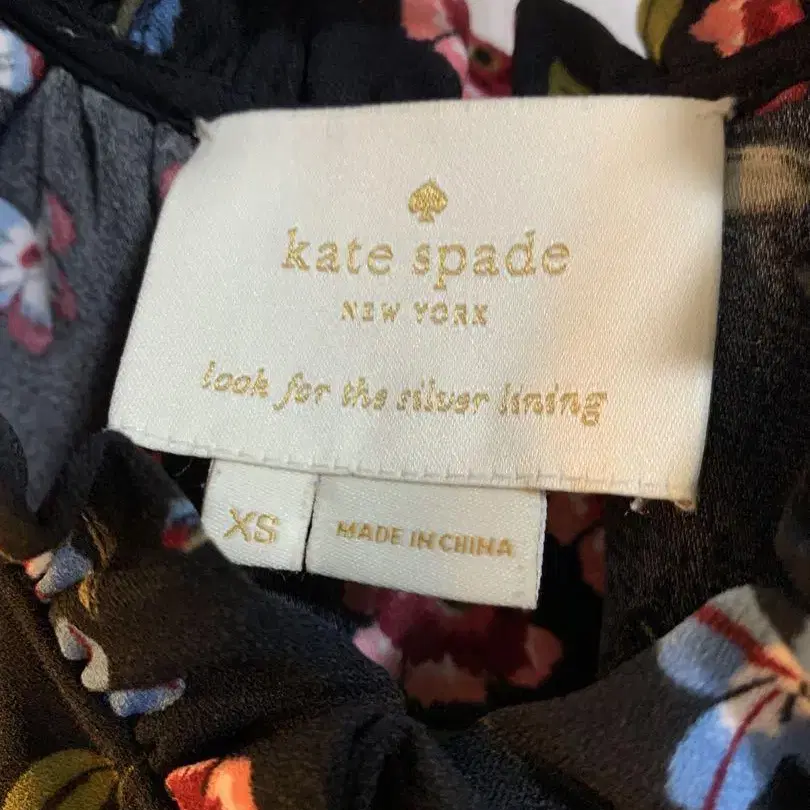 kate spade
NEW YORK
look for the silver lining
XS
MADE IN CHINA